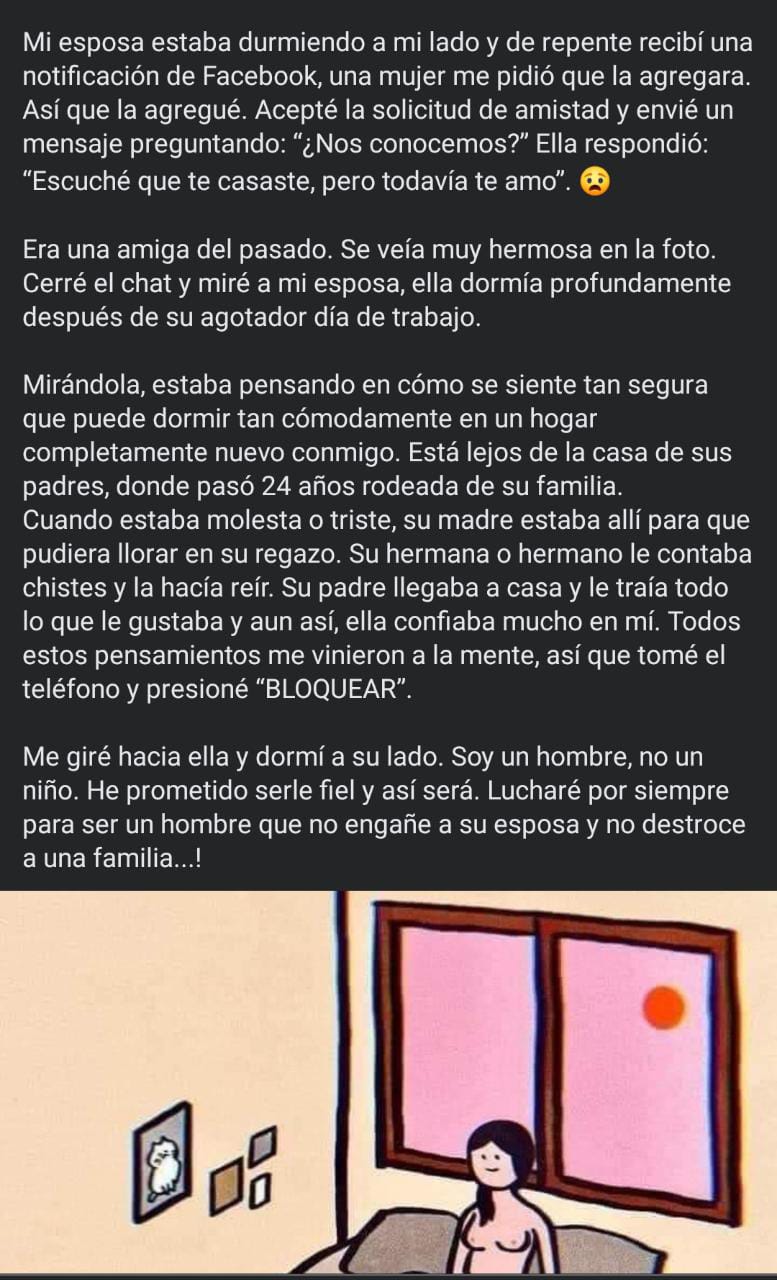 Mi esposa estaba durmiendo a mi lado y de repente recibí una
notificación de Facebook, una mujer me pidió que la agregara.
Así que la agregué. Acepté la solicitud de amistad y envié un
mensaje preguntando: “¿Nos conocemos?” Ella respondió:
“Escuché que te casaste, pero todavía te amo”. 😧
Era una amiga del pasado. Se veía muy hermosa en la foto.
Cerré el chat y miré a mi esposa, ella dormía profundamente
después de su agotador día de trabajo.
Mirándola, estaba pensando en cómo se siente tan segura
que puede dormir tan cómodamente en un hogar
completamente nuevo conmigo. Está lejos de la casa de sus
padres, donde pasó 24 años rodeada de su familia.
Cuando estaba molesta o triste, su madre estaba allí para que
pudiera llorar en su regazo. Su hermana o hermano le contaba
chistes y la hacía reír. Su padre llegaba a casa y le traía todo
lo que le gustaba y aun así, ella confiaba mucho en mí. Todos
estos pensamientos me vinieron a la mente, así que tomé el
teléfono y presioné “BLOQUEAR”.
Me giré hacia ella y dormí a su lado. Soy un hombre, no un
niño. He prometido serle fiel y así será. Lucharé por siempre
para ser un hombre que no engañe a su esposa y no destroce
a una familia...!